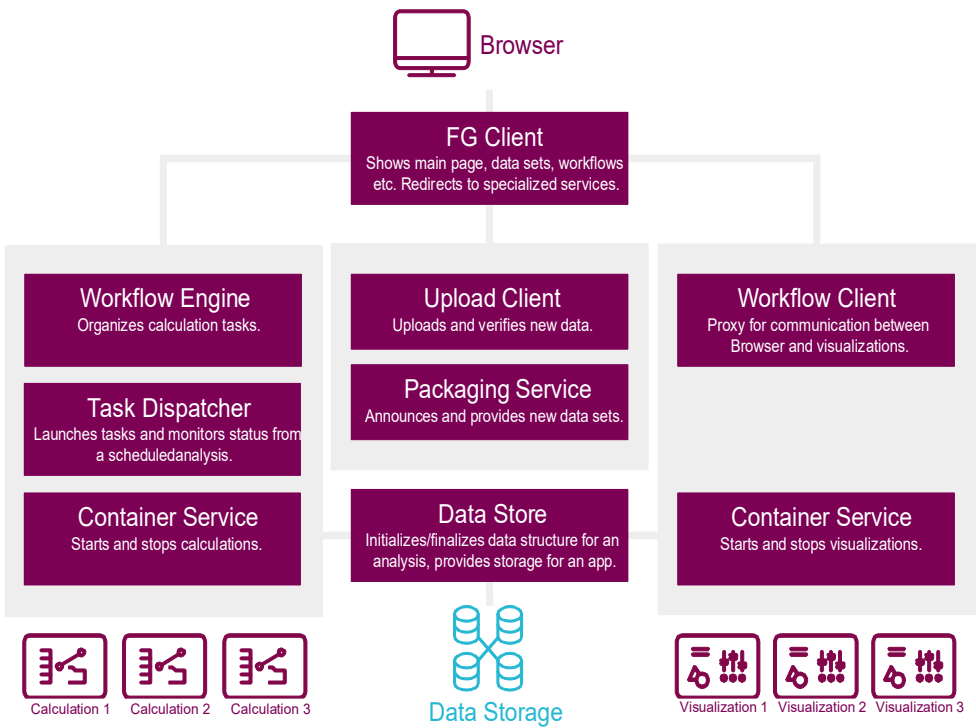 Browser
FG Client
Shows main page, data sets, workflows
etc. Redirects to specialized services.
Workflow Engine
Organizes calculation tasks.
Task Dispatcher
Launches tasks and monitors status from
a scheduledanalysis.
Container Service
Starts and stops calculations.
Upload Client
Uploads and verifies new data.
Packaging Service
Announces and provides new data sets.
Data Store
Initializes/finalizes data structure for an
analysis, provides storage for an app.
Workflow Client
Proxy for communication between
Browser and visualizations.
Container Service
Starts and stops visualizations.
Calculation 1
Calculation 2
Calculation 3
Data Storage
Visualization 1
Visualization 2
Visualization 3